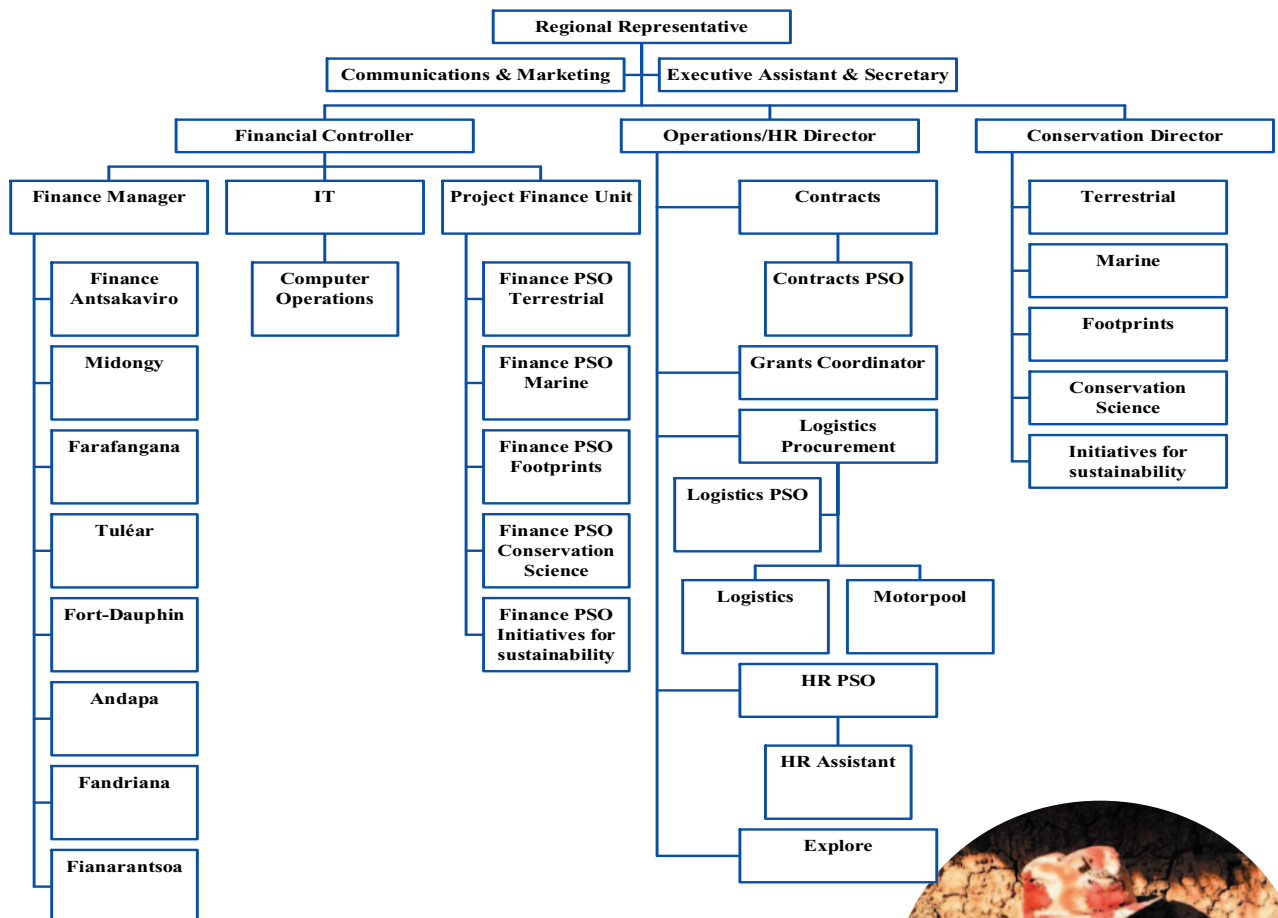 Regional Representative
Communications & Marketing
Executive Assistant & Secretary
Financial Controller
Operations/HR Director
Conservation Director
Finance Manager
IT
Project Finance Unit
Finance
Antsakaviro
Midongy
Farafangana
Tuléar
Fort-Dauphin
Andapa
Fandriana
Fianarantsoa
Computer
Operations
Finance PSO
Terrestrial
Finance PSO
Marine
Finance PSO
Footprints
Finance PSO
Conservation
Science
Finance PSO
Initiatives for
sustainability
Contracts
Contracts PSO
Grants Coordinator
Logistics
Procurement
Logistics PSO
Logistics
Motorpool
HR PSO
HR Assistant
Explore
Terrestrial
Marine
Footprints
Conservation
Science
Initiatives for
sustainability